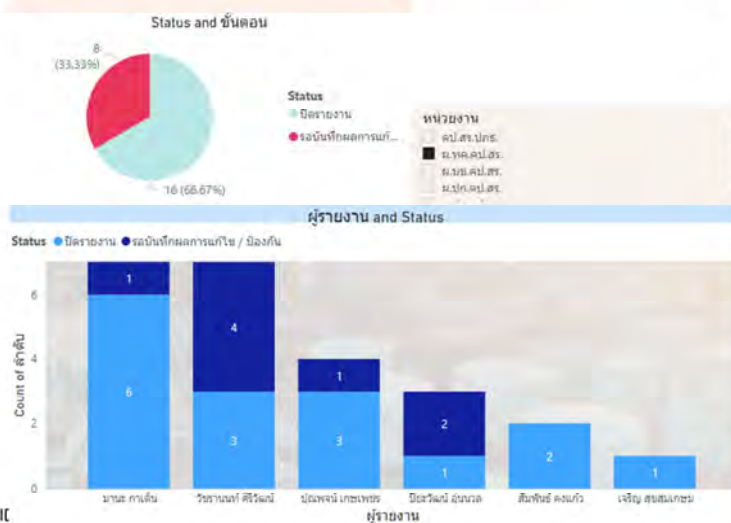 Status and ขั้นตอน
8
(33.33%)
16 (66.67%)
Status
ปิดรายงาน
รอบันทึกผลการแก้...
หน่วยงาน
คป.สร.ปภธ.
ผ.ทค.คป.สร.
ผ.บช.คป.สร.
ผ.ปก.คป.สร.
ผู้รายงาน and Status
Status ปิดรายงาน รอบันทึกผลการแก้ไข / ป้องกัน
Count of ลำดับ
6
4
2
0
1
6
4
3
1
3
2
1
2
1
มานะ กาเต็น
วัชรานนท์ ศิริวัฒน์
ปุณพจน์ เกษเพชร
ปิยะวัฒน์ อุ่นนวล
สัมพันธ์ คงแก้ว
เจริญ สุขสมเกษม
ผู้รายงาน